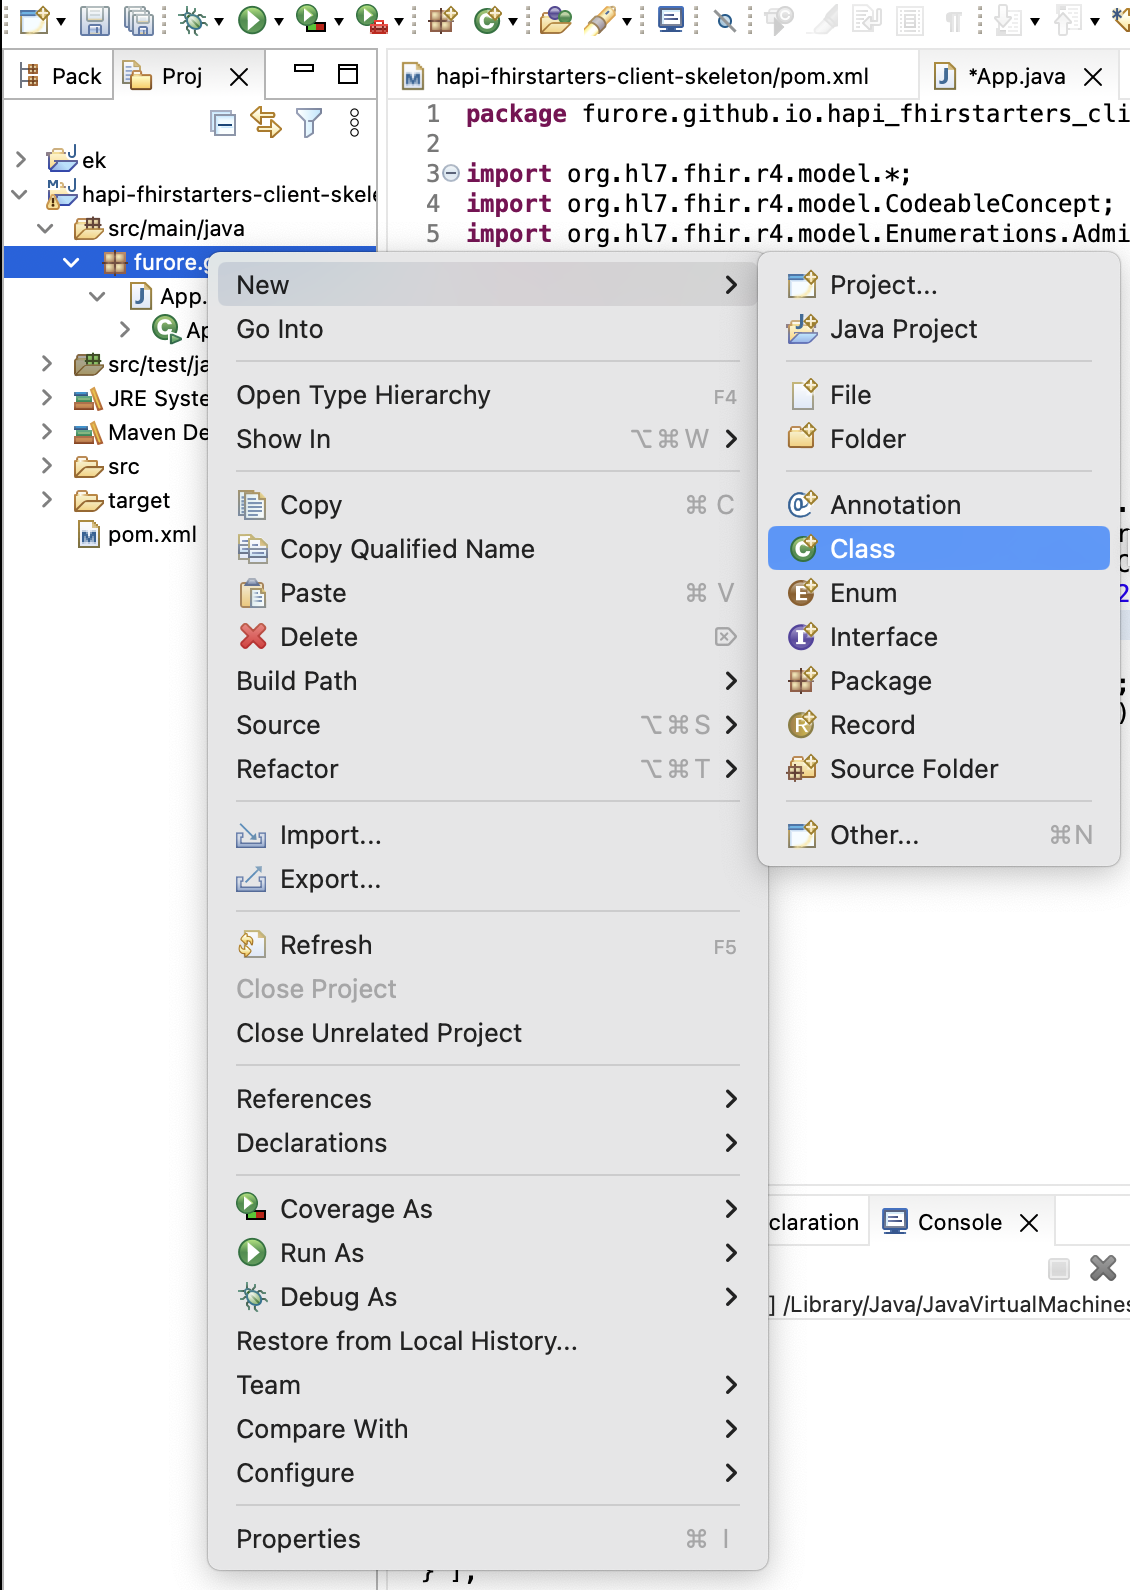 Pack
Proj
hapi-fhirstarters-client-skeleton/pom.xml
*App.java
ek
hapi-fhirstarters-client-skele
src/main/java
furore.g
App.
Ap
src/test/ja
JRE Syste
Maven De
src
target
pom.xml
1 package furore.github.io.hapi_fhirstarters_cli
2
3 import org.hl7.fhir.r4.model.*;
4 import org.hl7.fhir.r4.model.CodeableConcept;
5 import org.hl7.fhir.r4.model.Enumerations.Admi
New
Go Into
Open Type Hierarchy F4
Show In ⌥⌘W
Copy ⌘ C
Copy Qualified Name
Paste ⌘ V
Delete ⌦
Build Path
Source ⌥⌘S
Refactor ⌥⌘T
Import...
Export...
Refresh F5
Close Project
Close Unrelated Project
References
Declarations
Coverage As
Run As
Debug As
Restore from Local History...
Team
Compare With
Configure
Properties ⌘ I
Project...
Java Project
File
Folder
Annotation
Class
Enum
Interface
Package
Record
Source Folder
Other... ⌘N
claration
Console
] /Library/Java/JavaVirtualMachines
} ],